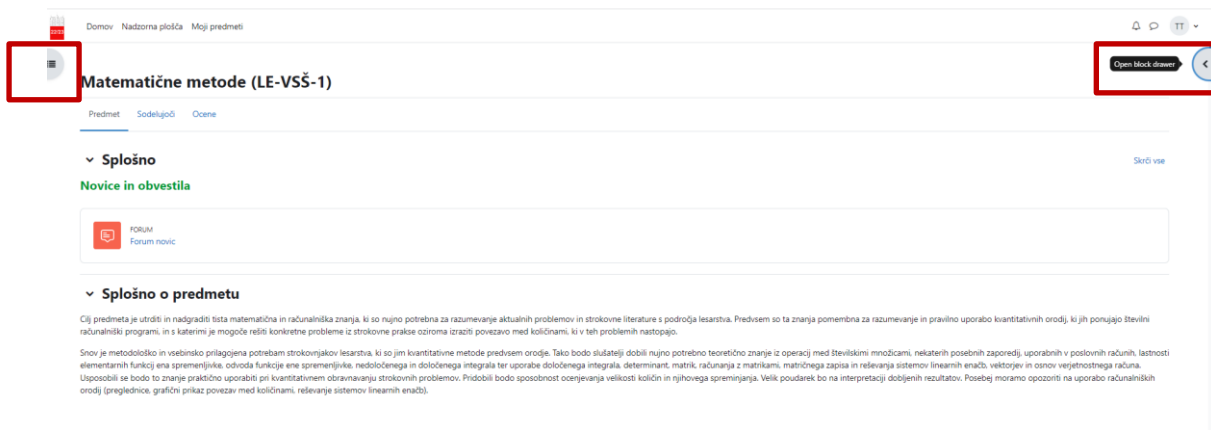 Domov Nadzorna plošča Moji predmeti
TT
Open block drawer
Matematične metode (LE-VSŠ-1)
Predmet Sodelujoči Ocene
Splošno
Skrči vse
Novice in obvestila
FORUM
Forum novic
Splošno o predmetu
Cilj predmeta je utrditi in nadgraditi tista matematična in računalniška znanja, ki so nujno potrebna za razumevanje aktualnih problemov in strokovne literature s področja lesarstva. Predvsem so ta znanja pomembna za razumevanje in pravilno uporabo kvantitativnih orodij, ki jih ponujajo številni
računalniški programi, in s katerimi je mogoče rešiti konkretne probleme iz strokovne prakse oziroma izraziti povezavo med količinami, ki v teh problemih nastopajo.
Snov je metodološko in vsebinsko prilagojena potrebam strokovnjakov lesarstva, ki so jim kvantitativne metode predvsem orodje. Tako bodo slušatelji dobili nujno potrebno teoretično znanje iz operacij med številskimi množicami, nekaterih posebnih zaporedij, uporabnih v poslovnih računih, lastnosti
elementarnih funkcij ena spremenljivke, odvoda funkcije ene spremenljivke, nedoločenega in določenega integrala ter uporabe določenega integrala, determinant, matrik, računanja z matrikami, matričnega zapisa in reševanja sistemov linearnih enačb, vektorjev in osnov verjetnostnega računa.
Usposobili se bodo to znanje praktično uporabiti pri kvantitativnem obravnavanju strokovnih problemov. Pridobili bodo sposobnost ocenjevanja velikosti količin in njihovega spreminjanja. Velik poudarek bo na interpretaciji dobljenih rezultatov. Posebej moramo opozoriti na uporabo računalniških
orodij (preglednice, grafični prikaz povezav med količinami, reševanje sistemov linearnih enačb).